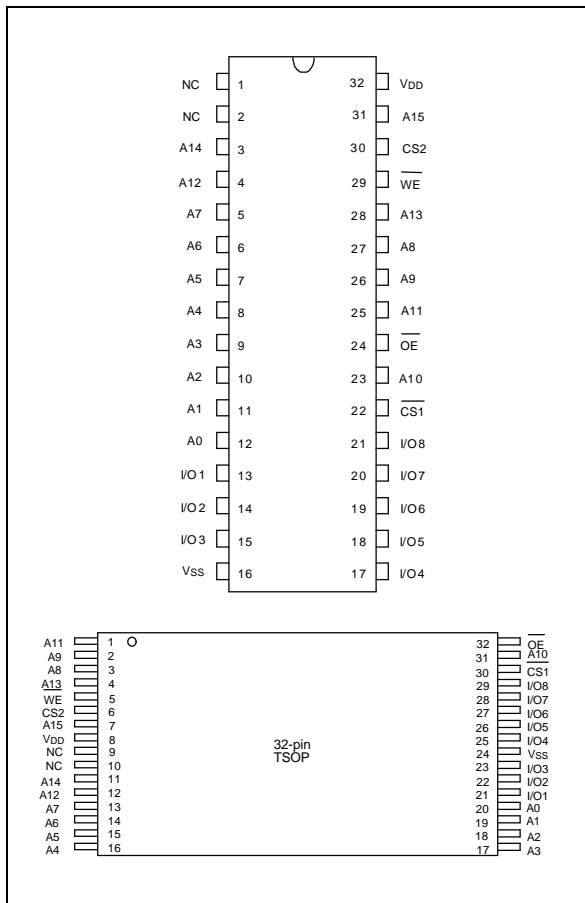 NC 1 32 VDD
NC 2 31 A15
A14 3 30 CS2
A12 4 29 W̅E̅
A7 5 28 A13
A6 6 27 A8
A5 7 26 A9
A4 8 25 A11
A3 9 24 O̅E̅
A2 10 23 A10
A1 11 22 C̅S̅1̅
A0 12 21 I/O8
I/O1 13 20 I/O7
I/O2 14 19 I/O6
I/O3 15 18 I/O5
VSS 16 17 I/O4
A11 1 32 O̅E̅
A9 2 31 A10
A8 3 30 C̅S̅1̅
A13 4 29 I/O8
W̅E̅ 5 28 I/O7
CS2 6 27 I/O6
A15 7 26 I/O5
VDD 8 25 I/O4
NC 9 24 VSS
NC 10 23 I/O3
A14 11 22 I/O2
A12 12 21 I/O1
A7 13 20 A0
A6 14 19 A1
A5 15 18 A2
A4 16 17 A3
32-pin
TSOP